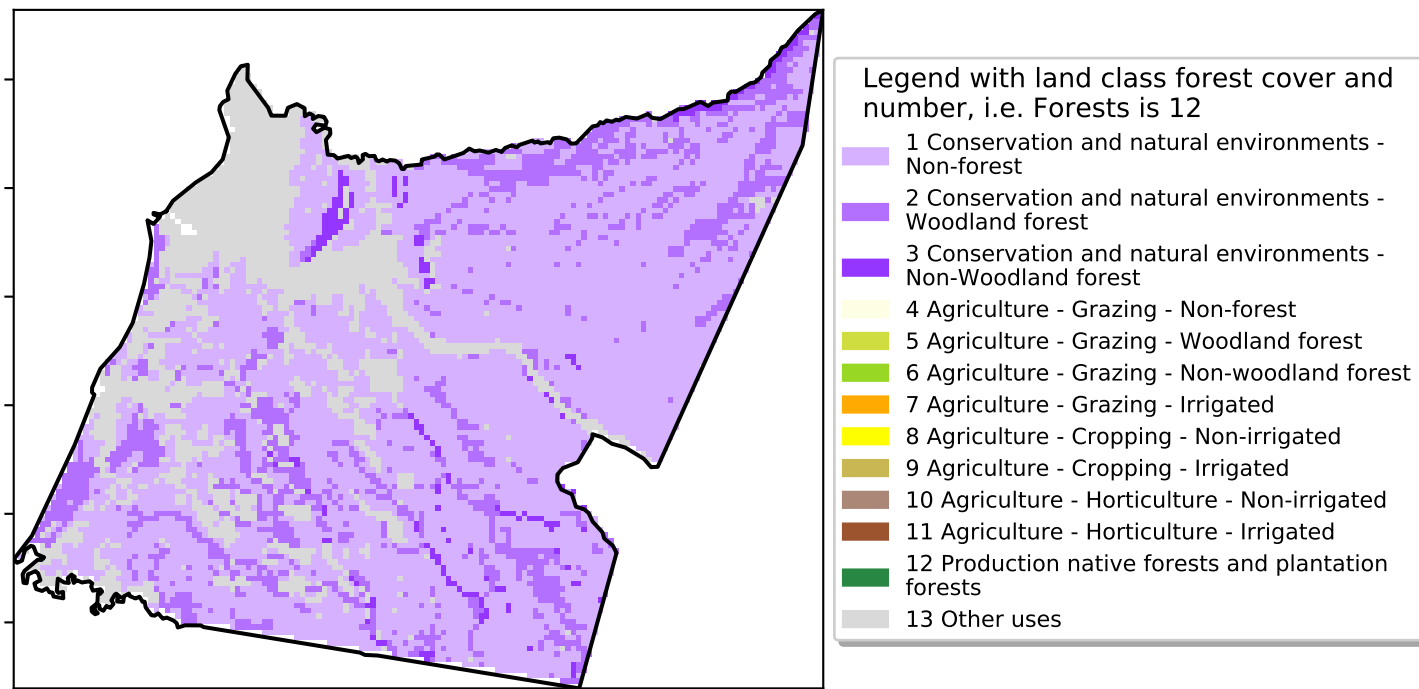 Legend with land class forest cover and
number, i.e. Forests is 12
1 Conservation and natural environments -
Non-forest
2 Conservation and natural environments -
Woodland forest
3 Conservation and natural environments -
Non-Woodland forest
4 Agriculture - Grazing - Non-forest
5 Agriculture - Grazing - Woodland forest
6 Agriculture - Grazing - Non-woodland forest
7 Agriculture - Grazing - Irrigated
8 Agriculture - Cropping - Non-irrigated
9 Agriculture - Cropping - Irrigated
10 Agriculture - Horticulture - Non-irrigated
11 Agriculture - Horticulture - Irrigated
12 Production native forests and plantation
forests
13 Other uses